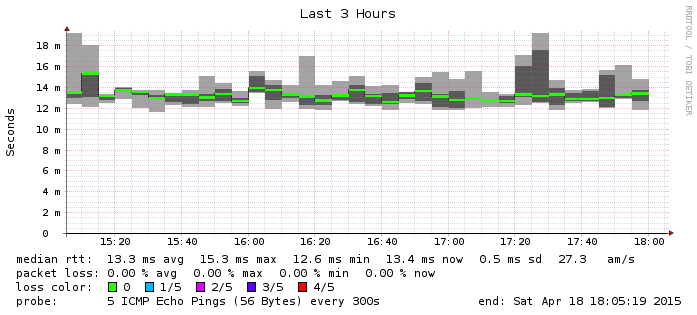 Last 3 Hours
RRDTOOL / TOBI OETIKER
Seconds
18 m
16 m
14 m
12 m
10 m
8 m
6 m
4 m
2 m
0
15:20 15:40 16:00 16:20 16:40 17:00 17:20 17:40 18:00
median rtt: 13.3 ms avg 15.3 ms max 12.6 ms min 13.4 ms now 0.5 ms sd 27.3 am/s
packet loss: 0.00 % avg 0.00 % max 0.00 % min 0.00 % now
loss color: 0 1/5 2/5 3/5 4/5
probe: 5 ICMP Echo Pings (56 Bytes) every 300s end: Sat Apr 18 18:05:19 2015